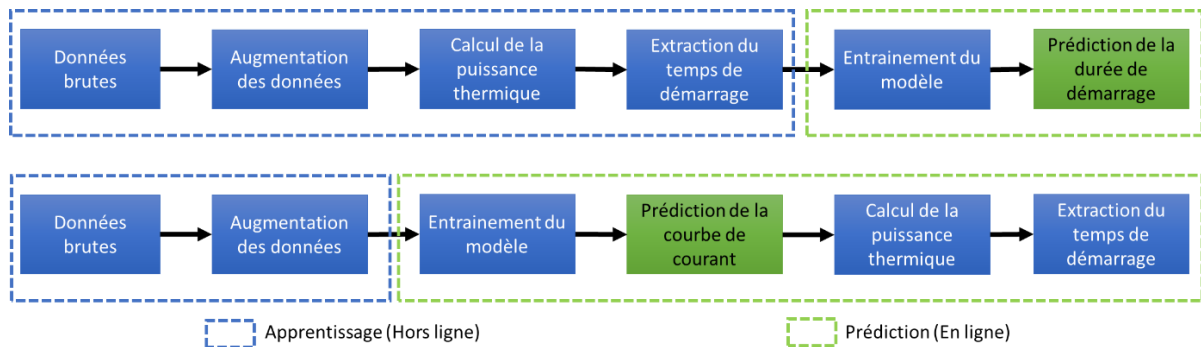 Données
brutes
Augmentation
des données
Calcul de la
puissance
thermique
Extraction du
temps de
démarrage
Entrainement du
modèle
Prédiction de la
durée de
démarrage
Données
brutes
Augmentation
des données
Entrainement du
modèle
Prédiction de la
courbe de
courant
Calcul de la
puissance
thermique
Extraction du
temps de
démarrage
Apprentissage (Hors ligne)
Prédiction (En ligne)